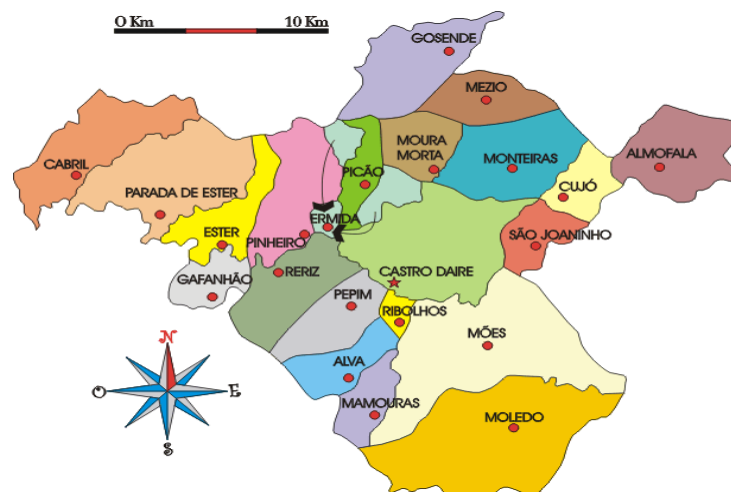 O Km 10 Km
GOSENDE
MEZIO
MOURA
MORTA
MONTEIRAS
ALMOFALA
CABRIL
PICÃO
PARADA DE ESTER
CUJÓ
ERMIDA
ESTER
PINHEIRO
SÃO JOANINHO
GAFANHÃO
RERIZ
CASTRO DAIRE
PEPIM
RIBOLHOS
MÕES
N
ALVA
O
E
MAMOURAS
MOLEDO
S